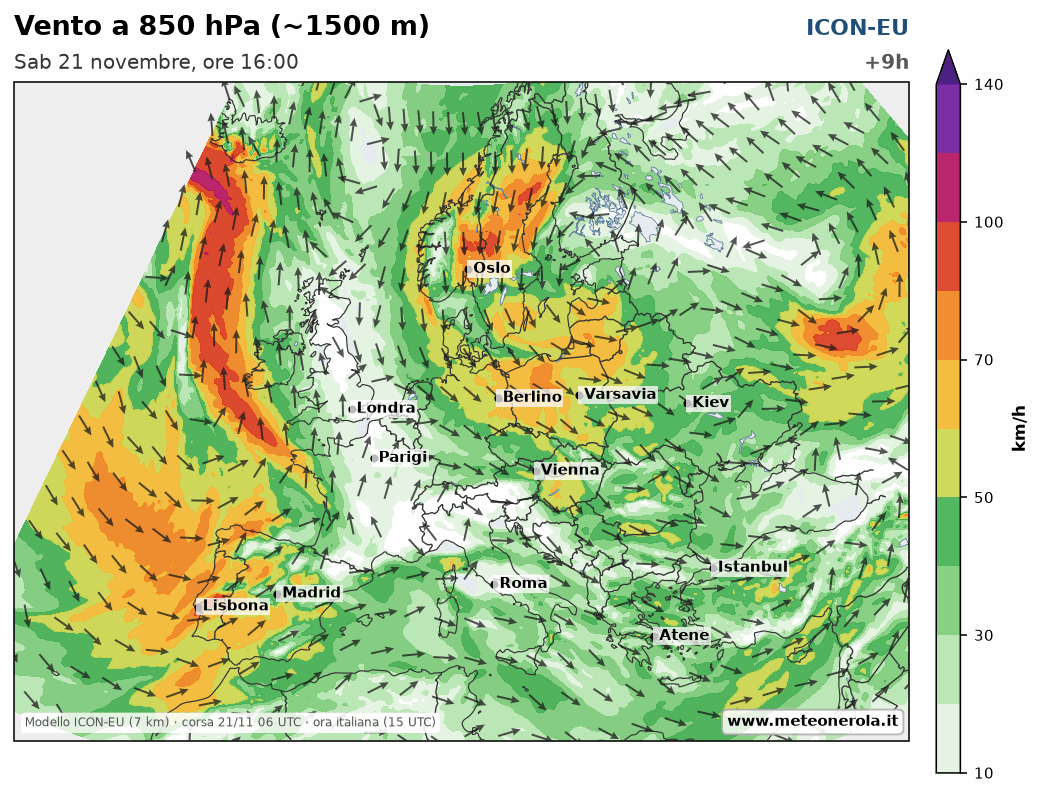 Vento a 850 hPa (~1500 m)
ICON-EU
Sab 21 novembre, ore 16:00
+9h
140
100
70
50
30
10
km/h
Oslo
Berlino
Varsavia
Kiev
Londra
Parigi
Vienna
Istanbul
Roma
Madrid
Lisbona
Atene
Modello ICON-EU (7 km) · corsa 21/11 06 UTC · ora italiana (15 UTC)
www.meteonerola.it